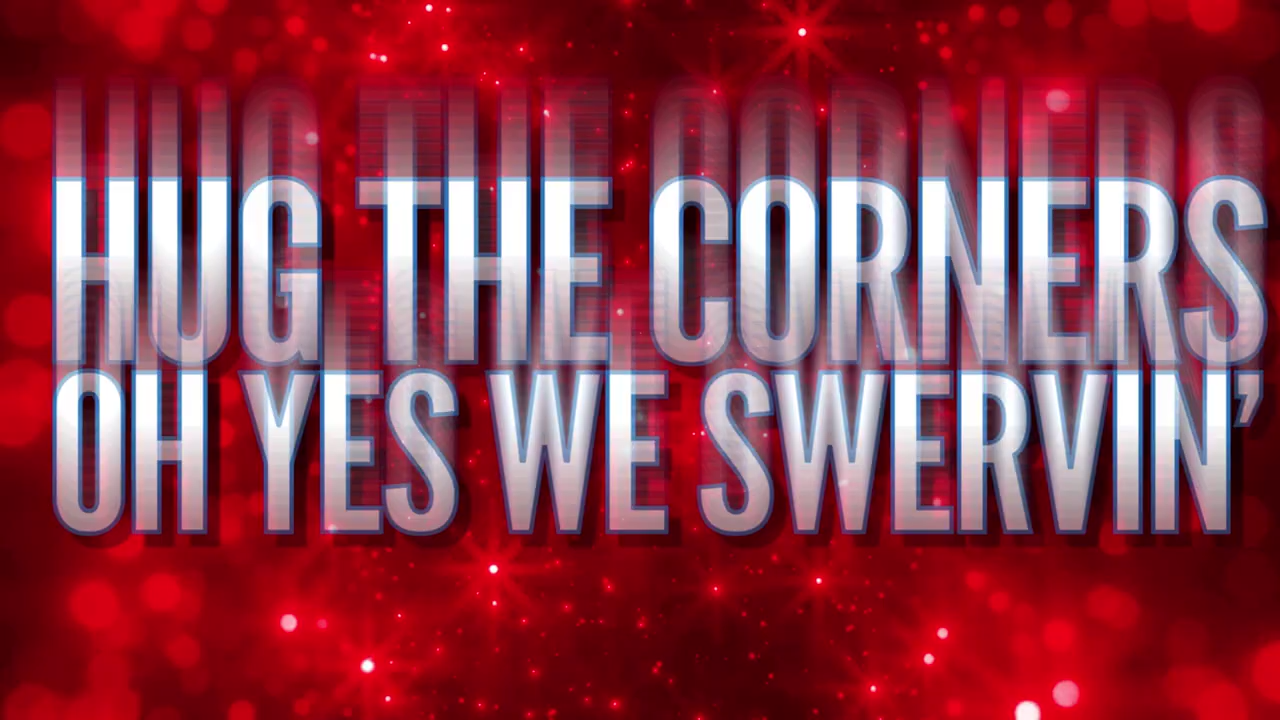 HUG THE CORNERS
OH YES WE SWERVIN’